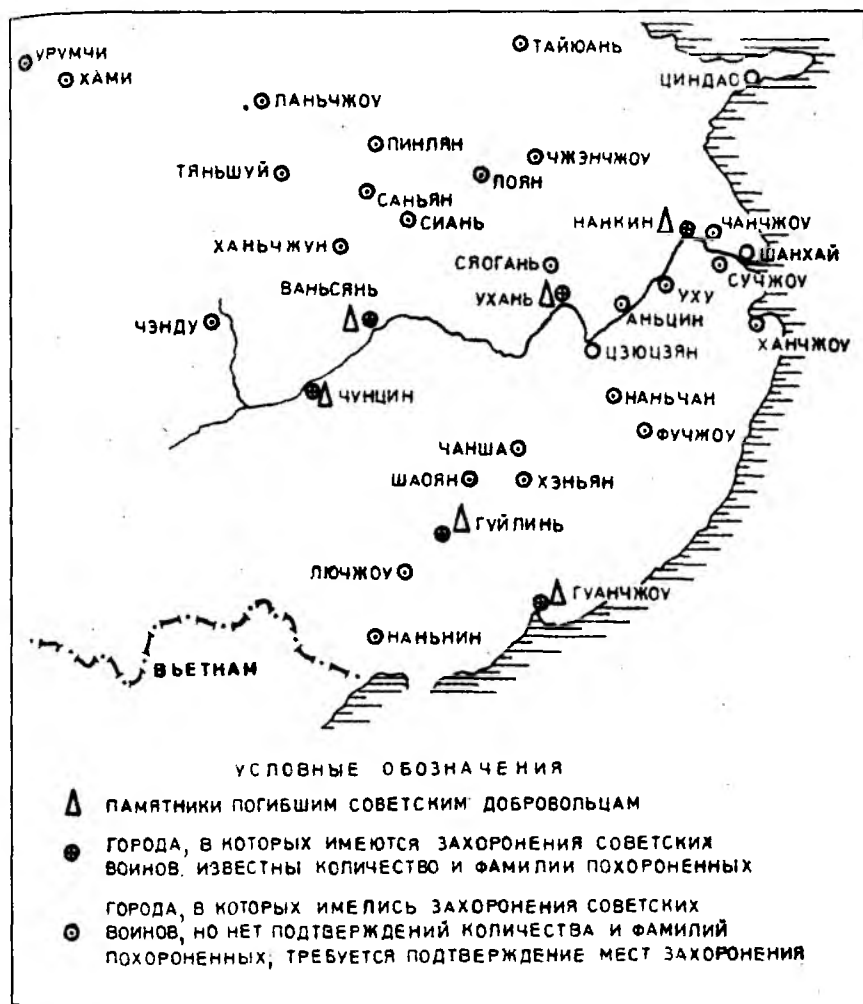 УРУМЧИ
ХАМИ
ТАЙЮАНЬ
ЦИНДАО
ЛАНЬЧЖОУ
ПИНЛЯН
ЧЖЭНЧЖОУ
ТЯНЬШУЙ
ЛОЯН
САНЬЯН
СИАНЬ
НАНКИН
ЧАНЧЖОУ
ХАНЬЧЖУН
ШАНХАЙ
СЯОГАНЬ
СУЧЖОУ
ВАНЬСЯНЬ
УХАНЬ
УХУ
АНЬЦИН
ЧЭНДУ
ХАНЧЖОУ
ЦЗЮЦЗЯН
ЧУНЦИН
НАНЬЧАН
ФУЧЖОУ
ЧАНША
ШАОЯН
ХЭНЬЯН
ГУЙЛИНЬ
ЛЮЧЖОУ
ГУАНЧЖОУ
НАНЬНИН
ВЬЕТНАМ
УСЛОВНЫЕ ОБОЗНАЧЕНИЯ
ПАМЯТНИКИ ПОГИБШИМ СОВЕТСКИМ ДОБРОВОЛЬЦАМ
ГОРОДА, В КОТОРЫХ ИМЕЮТСЯ ЗАХОРОНЕНИЯ СОВЕТСКИХ
ВОИНОВ. ИЗВЕСТНЫ КОЛИЧЕСТВО И ФАМИЛИИ ПОХОРОНЕННЫХ
ГОРОДА, В КОТОРЫХ ИМЕЛИСЬ ЗАХОРОНЕНИЯ СОВЕТСКИХ
ВОИНОВ, НО НЕТ ПОДТВЕРЖДЕНИЙ КОЛИЧЕСТВА И ФАМИЛИЙ
ПОХОРОНЕННЫХ; ТРЕБУЕТСЯ ПОДТВЕРЖДЕНИЕ МЕСТ ЗАХОРОНЕНИЯ